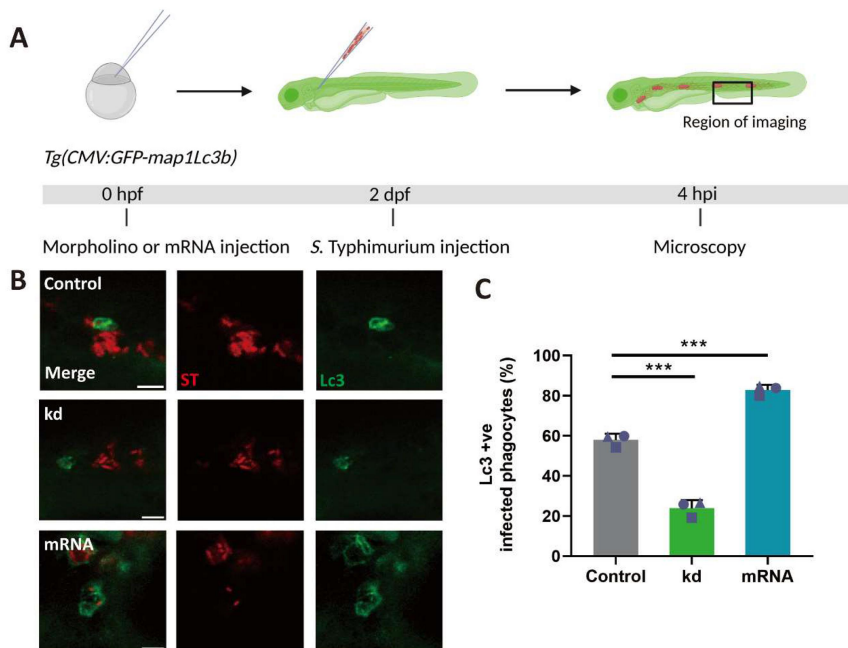 A
Region of imaging
Tg(CMV:GFP-map1Lc3b)
0 hpf 2 dpf 4 hpi
Morpholino or mRNA injection S. Typhimurium injection Microscopy
B
Control
Merge ST Lc3
kd
mRNA
C
Lc3 +ve
infected phagocytes (%)
100
80
60
40
20
0
***
***
Control kd mRNA